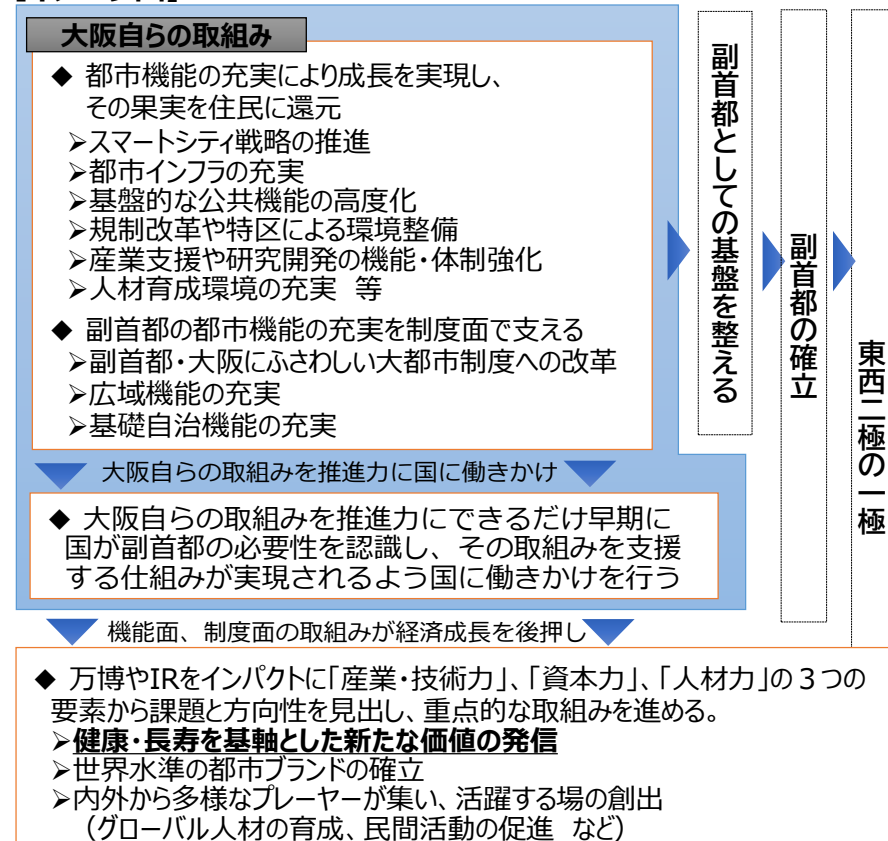 大阪自らの取組み
◆ 都市機能の充実により成長を実現し、
その果実を住民に還元
➢スマートシティ戦略の推進
➢都市インフラの充実
➢基盤的な公共機能の高度化
➢規制改革や特区による環境整備
➢産業支援や研究開発の機能・体制強化
➢人材育成環境の充実 等
◆ 副首都の都市機能の充実を制度面で支える
➢副首都・大阪にふさわしい大都市制度への改革
➢広域機能の充実
➢基礎自治機能の充実
大阪自らの取組みを推進力に国に働きかけ
◆ 大阪自らの取組みを推進力にできるだけ早期に
国が副首都の必要性を認識し、その取組みを支援
する仕組みが実現されるよう国に働きかけを行う
副首都としての基盤を整える
副首都の確立
東西二極の一極
機能面、制度面の取組みが経済成長を後押し
◆ 万博やIRをインパクトに「産業・技術力」、「資本力」、「人材力」の３つの
要素から課題と方向性を見出し、重点的な取組みを進める。
➢健康・長寿を基軸とした新たな価値の発信
➢世界水準の都市ブランドの確立
➢内外から多様なプレーヤーが集い、活躍する場の創出
（グローバル人材の育成、民間活動の促進 など）